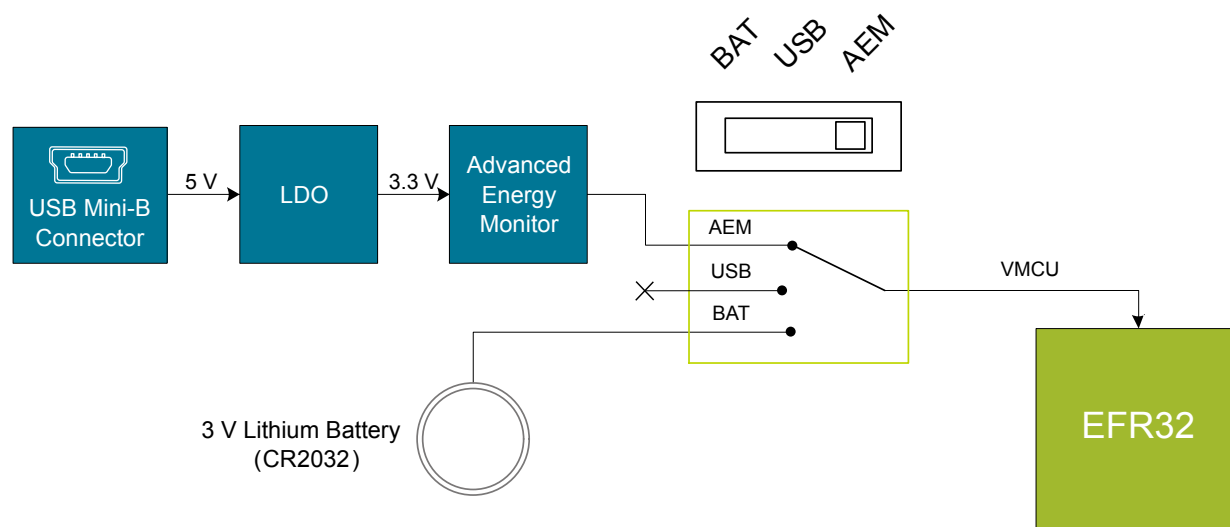 BAT
USB
AEM
USB Mini-B
Connector
5 V
LDO
3.3 V
Advanced
Energy
Monitor
AEM
USB
BAT
VMCU
3 V Lithium Battery
(CR2032)
EFR32